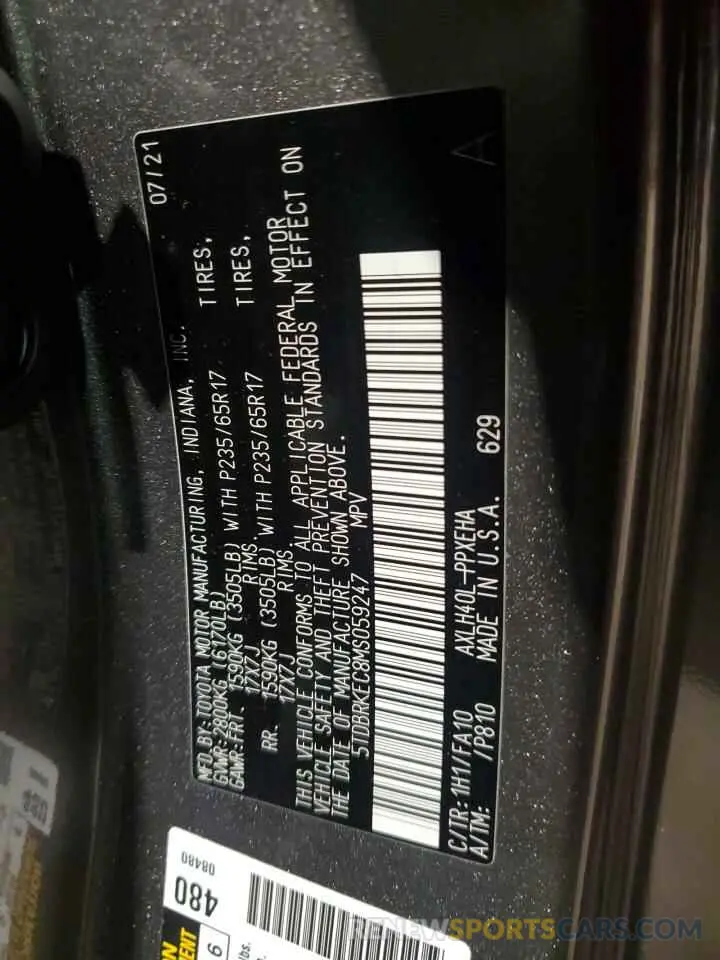 MFD. BY: TOYOTA MOTOR MANUFACTURING, INDIANA, INC. 07/21
GVWR 2800KG (6170LB)
GAWR: FRT 1590KG (3505LB) WITH P235/65R17 TIRES,
17X7J RIMS
RR. 1590KG (3505LB) WITH P235/65R17 TIRES,
17X7J RIMS
THIS VEHICLE CONFORMS TO ALL APPLICABLE FEDERAL MOTOR
VEHICLE SAFETY AND THEFT PREVENTION STANDARDS IN EFFECT ON
THE DATE OF MANUFACTURE SHOWN ABOVE.
5TDBRKEC8MS059247 MPV
C/TR: 1H1/FA10 AXLH40L-PPXEHA
A/TM: /P810 MADE IN U.S.A. 629
A
480
08480
6
lbs.
RENEWSPORTSCARS.COM